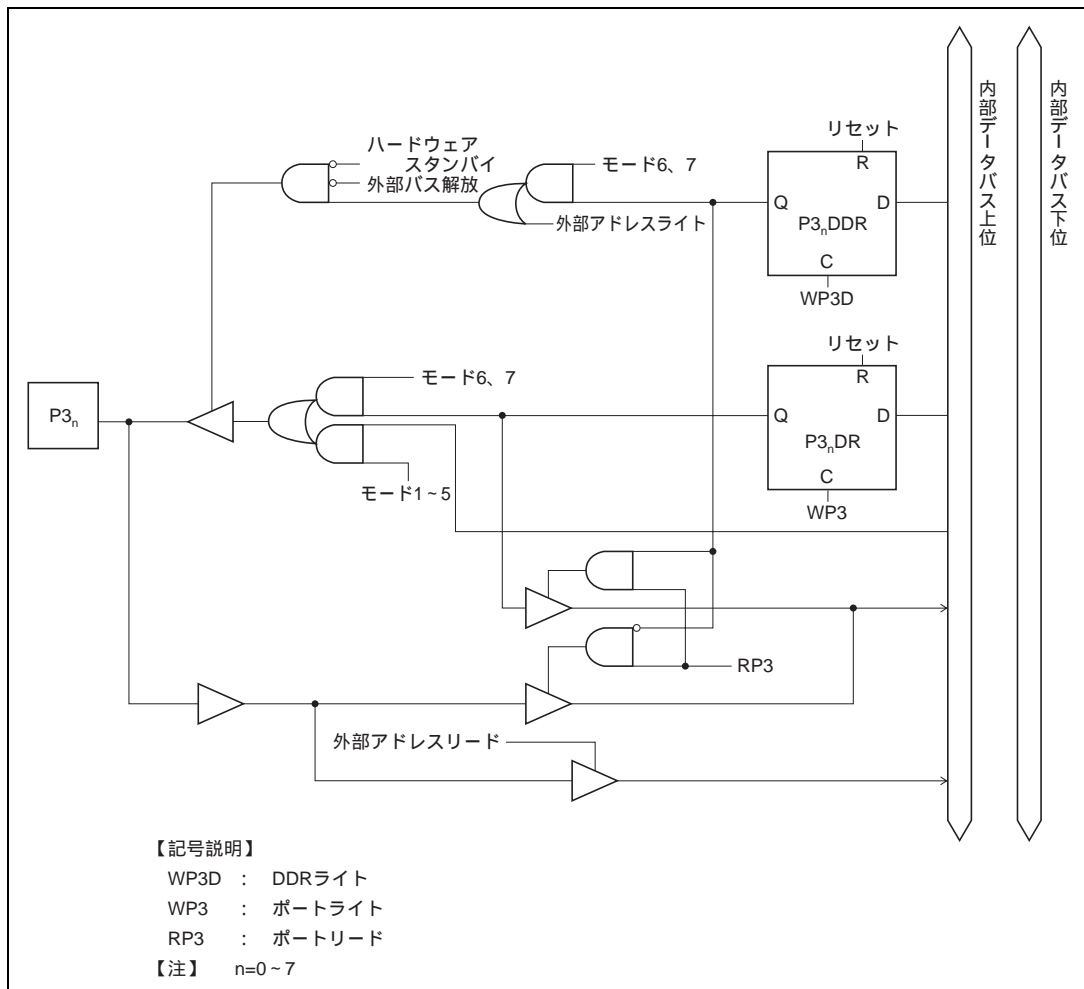 ハードウェア
スタンバイ
外部バス解放
モード6、7
外部アドレスライト
リセット
R
Q
D
P3nDDR
C
WP3D
内部データバス上位
内部データバス下位
P3n
モード6、7
モード1~5
リセット
R
Q
D
P3nDR
C
WP3
RP3
外部アドレスリード
【記号説明】
WP3D : DDRライト
WP3 : ポートライト
RP3 : ポートリード
【注】 n=0~7